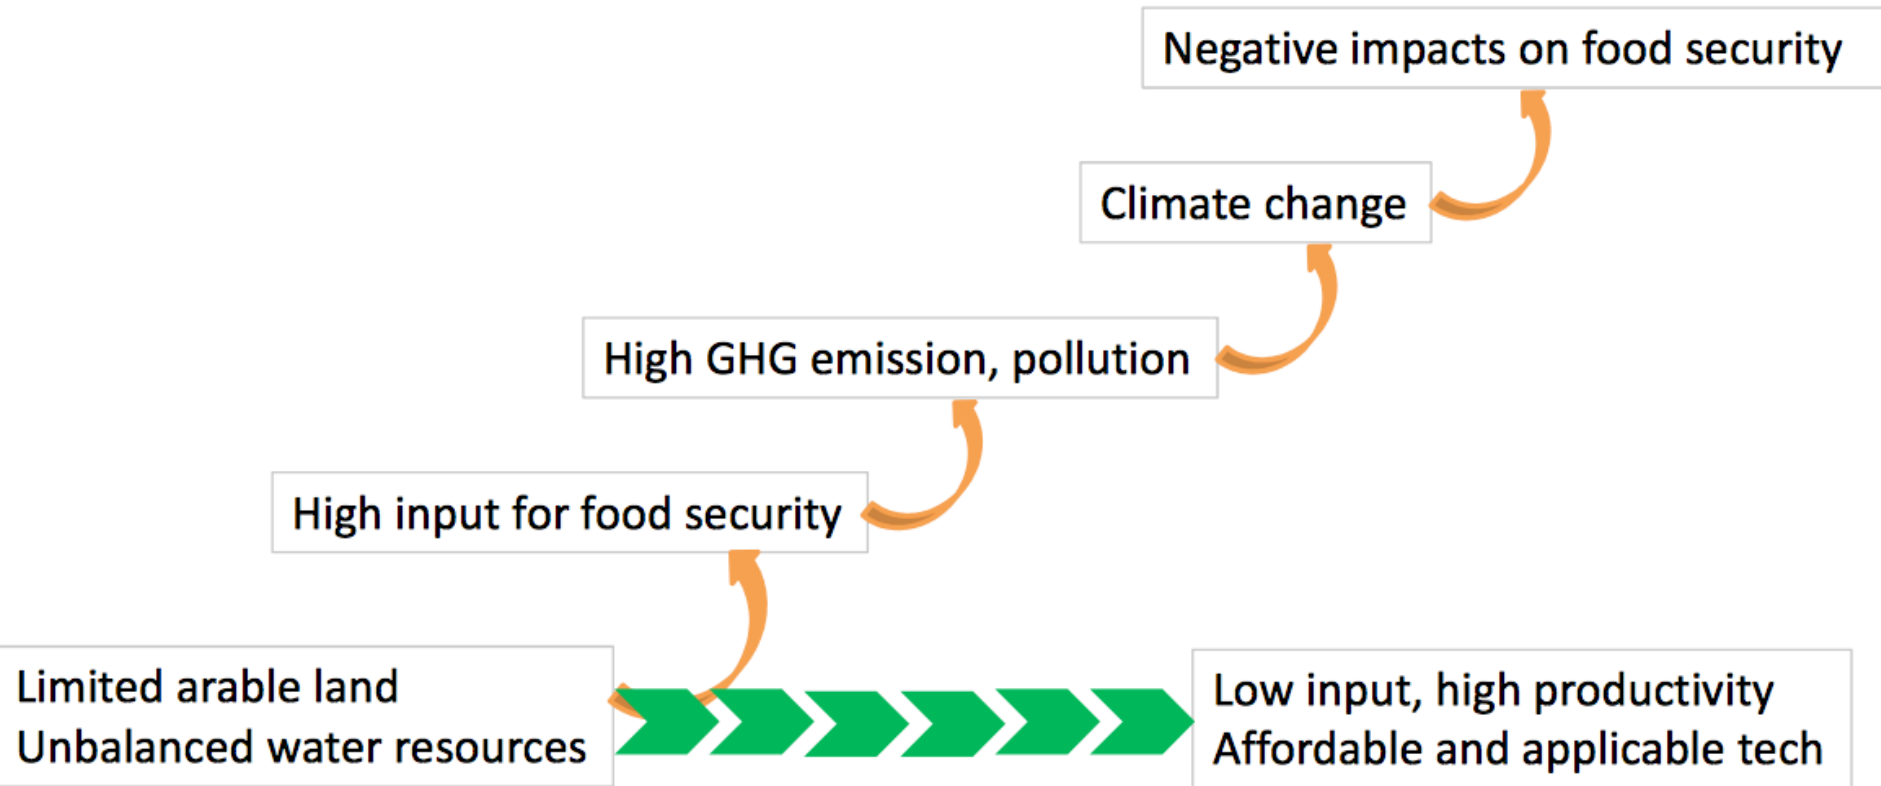 Negative impacts on food security
Climate change
High GHG emission, pollution
High input for food security
Limited arable land
Unbalanced water resources
Low input, high productivity
Affordable and applicable tech